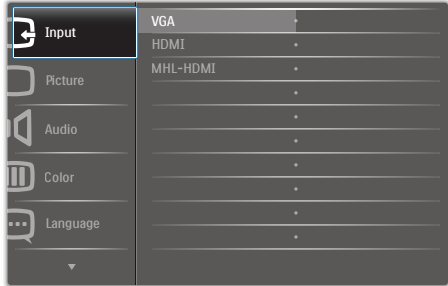 Input
VGA
HDMI
MHL-HDMI
Picture
Audio
Color
Language